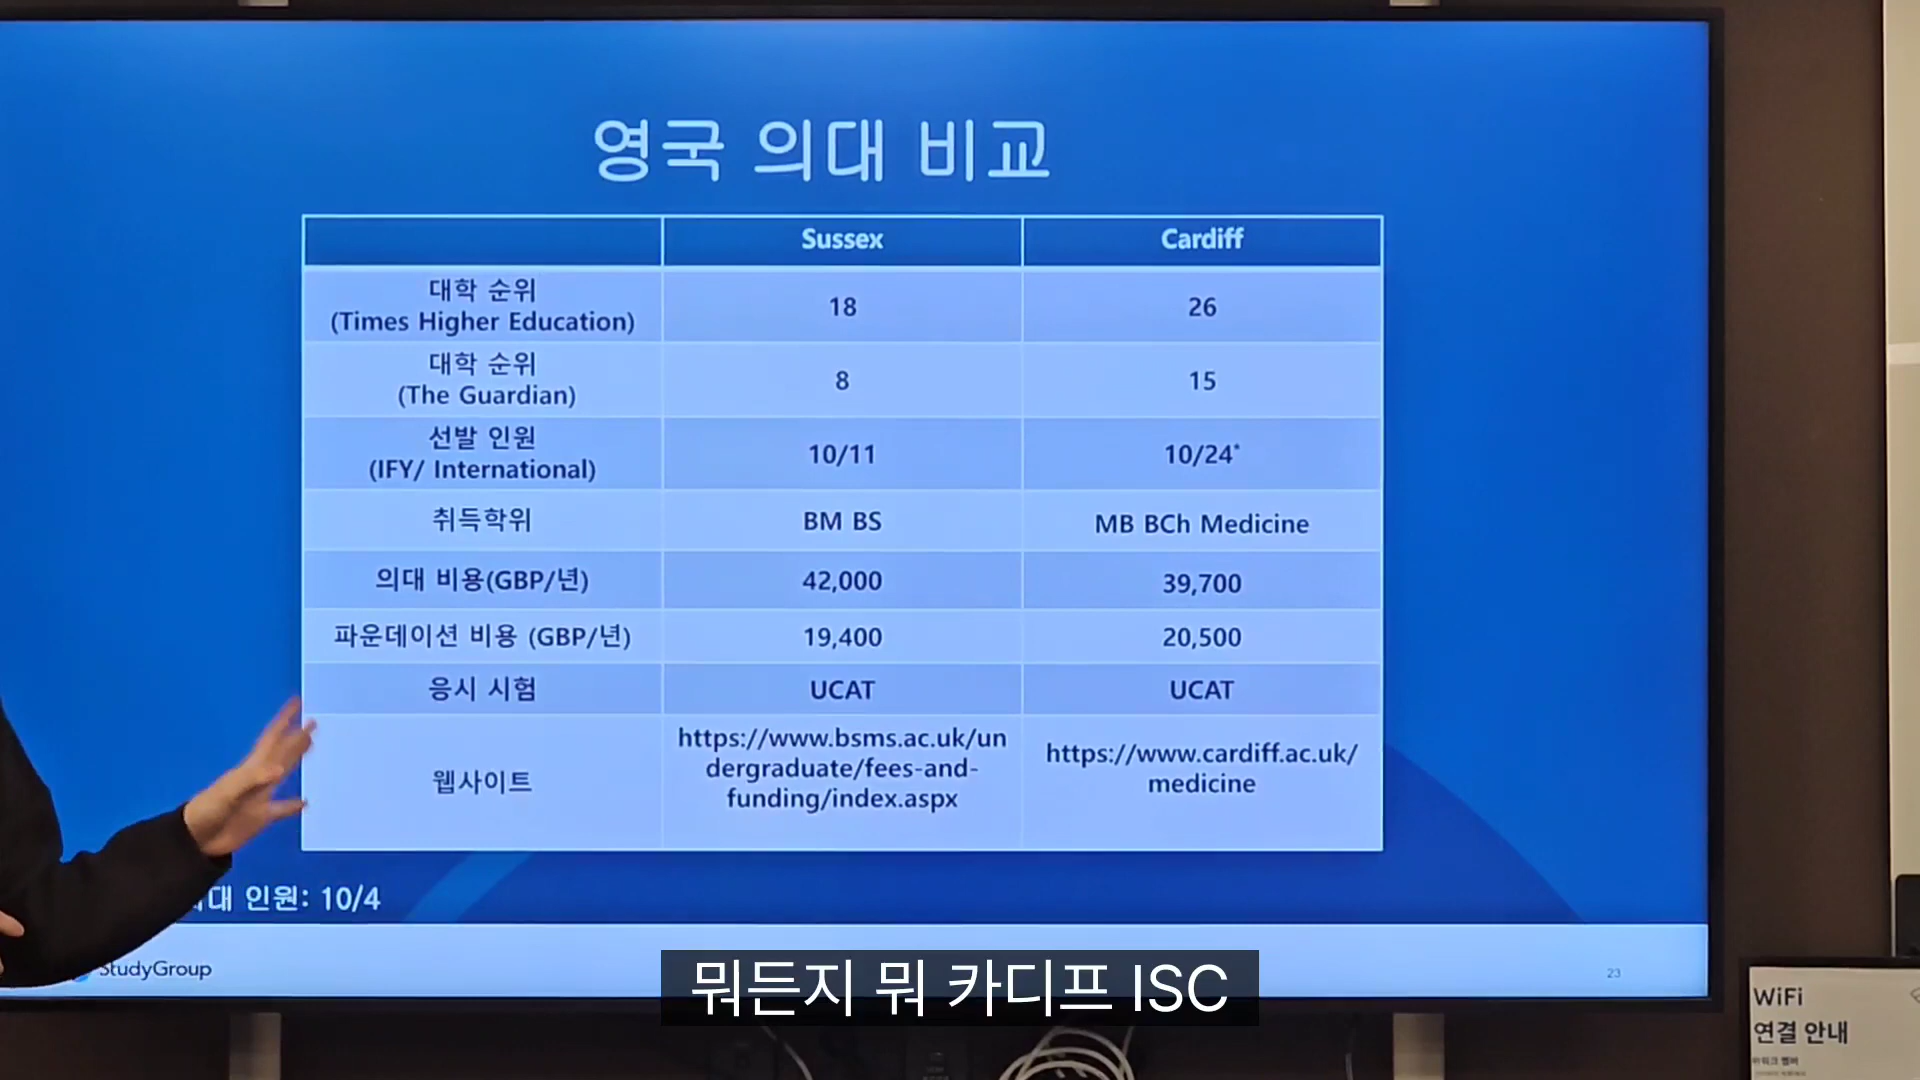 영국 의대 비교
Sussex
Cardiff
대학 순위
(Times Higher Education)
18
26
대학 순위
(The Guardian)
8
15
선발 인원
(IFY/ International)
10/11
10/24*
취득학위
BM BS
MB BCh Medicine
의대 비용(GBP/년)
42,000
39,700
파운데이션 비용 (GBP/년)
19,400
20,500
응시 시험
UCAT
UCAT
웹사이트
https://www.bsms.ac.uk/un
dergraduate/fees-and-
funding/index.aspx
https://www.cardiff.ac.uk/
medicine
대 인원: 10/4
StudyGroup
23
뭐든지 뭐 카디프 ISC
WiFi
연결 안내